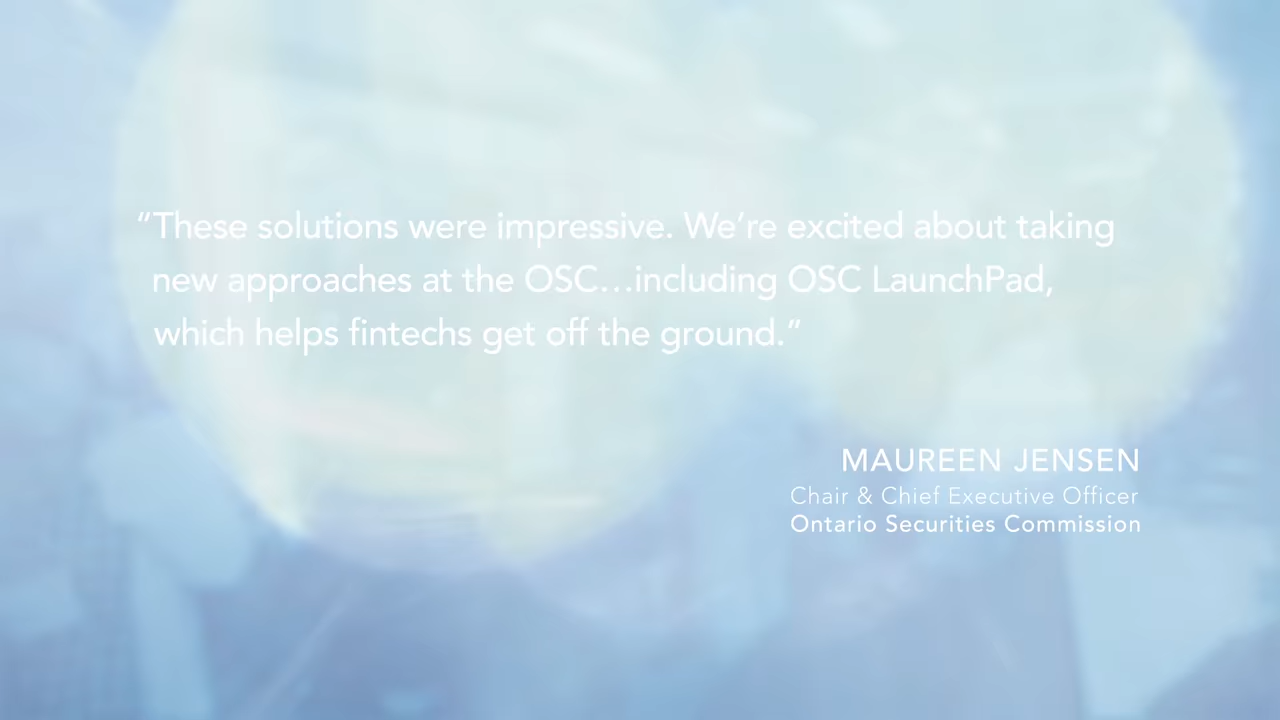 “These solutions were impressive. We’re excited about taking
new approaches at the OSC…including OSC LaunchPad,
which helps fintechs get off the ground.”
MAUREEN JENSEN
Chair & Chief Executive Officer
Ontario Securities Commission